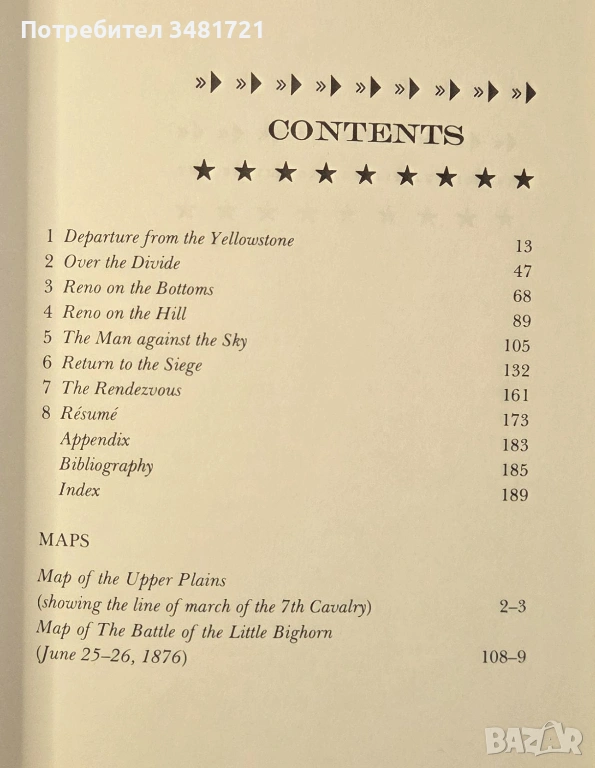 Потребител 3481721
CONTENTS
1 Departure from the Yellowstone 13
2 Over the Divide 47
3 Reno on the Bottoms 68
4 Reno on the Hill 89
5 The Man against the Sky 105
6 Return to the Siege 132
7 The Rendezvous 161
8 Résumé 173
Appendix 183
Bibliography 185
Index 189
MAPS
Map of the Upper Plains
(showing the line of march of the 7th Cavalry) 2–3
Map of The Battle of the Little Bighorn
(June 25–26, 1876) 108–9
BAZAR